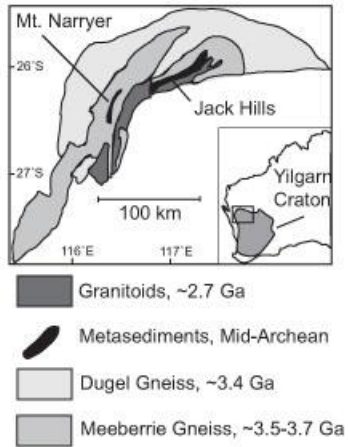 Mt. Narryer
26°S
Jack Hills
27°S
Yilgarn
Craton
100 km
116°E
117°E
Granitoids, ~2.7 Ga
Metasediments, Mid-Archean
Dugel Gneiss, ~3.4 Ga
Meeberrie Gneiss, ~3.5-3.7 Ga